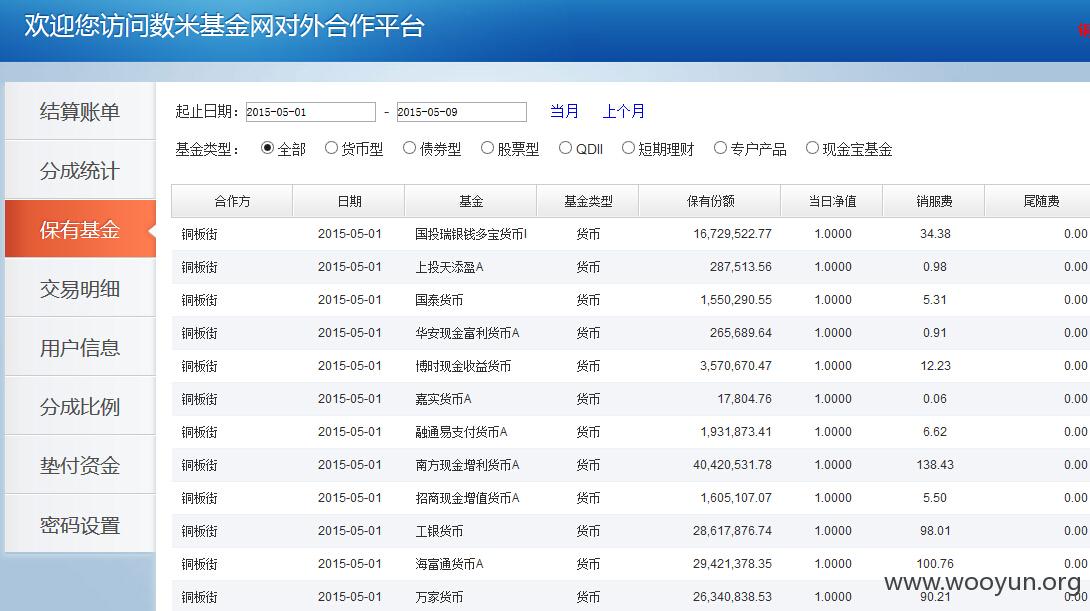 欢迎您访问数米基金网对外合作平台
结算账单
分成统计
保有基金
交易明细
用户信息
分成比例
垫付资金
密码设置
起止日期： 2015-05-01 - 2015-05-09 当月 上个月
基金类型： 全部 货币型 债券型 股票型 QDII 短期理财 专户产品 现金宝基金
合作方 日期 基金 基金类型 保有份额 当日净值 销服费 尾随费
铜板街 2015-05-01 国投瑞银钱多宝货币I 货币 16,729,522.77 1.0000 34.38 0.00
铜板街 2015-05-01 上投天添盈A 货币 287,513.56 1.0000 0.98 0.00
铜板街 2015-05-01 国泰货币 货币 1,550,290.55 1.0000 5.31 0.00
铜板街 2015-05-01 华安现金富利货币A 货币 265,689.64 1.0000 0.91 0.00
铜板街 2015-05-01 博时现金收益货币 货币 3,570,670.47 1.0000 12.23 0.00
铜板街 2015-05-01 嘉实货币A 货币 17,804.76 1.0000 0.06 0.00
铜板街 2015-05-01 融通易支付货币A 货币 1,931,873.41 1.0000 6.62 0.00
铜板街 2015-05-01 南方现金增利货币A 货币 40,420,531.78 1.0000 138.43 0.00
铜板街 2015-05-01 招商现金增值货币A 货币 1,605,107.07 1.0000 5.50 0.00
铜板街 2015-05-01 工银货币 货币 28,617,876.74 1.0000 98.01 0.00
铜板街 2015-05-01 海富通货币A 货币 29,421,378.35 1.0000 100.76 0.00
铜板街 2015-05-01 万家货币 货币 26,340,838.53 1.0000 90.21 0.00
www.wooyun.org